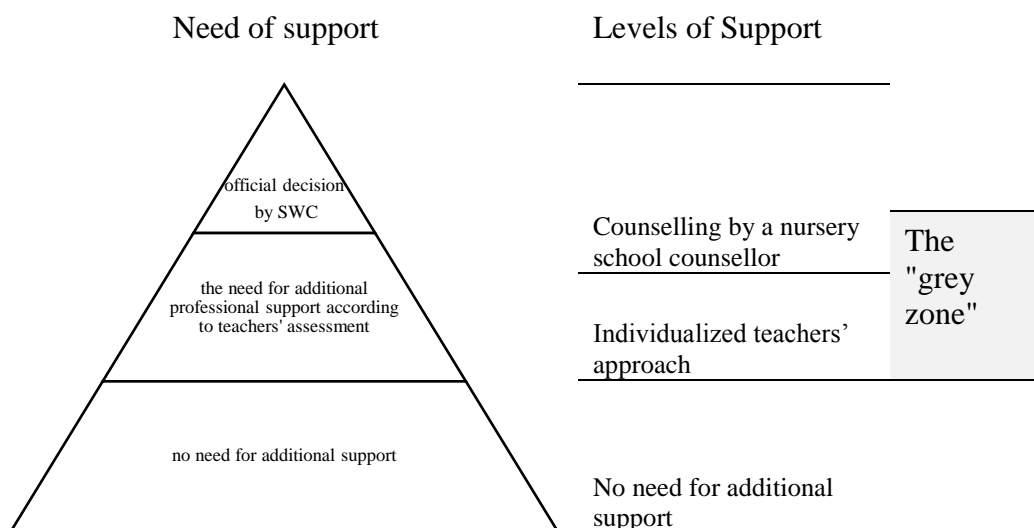 Need of support
Levels of Support
official decision
by SWC
the need for additional
professional support according
to teachers' assessment
no need for additional support
Counselling by a nursery
school counsellor
Individualized teachers’
approach
No need for additional
support
The
"grey
zone"